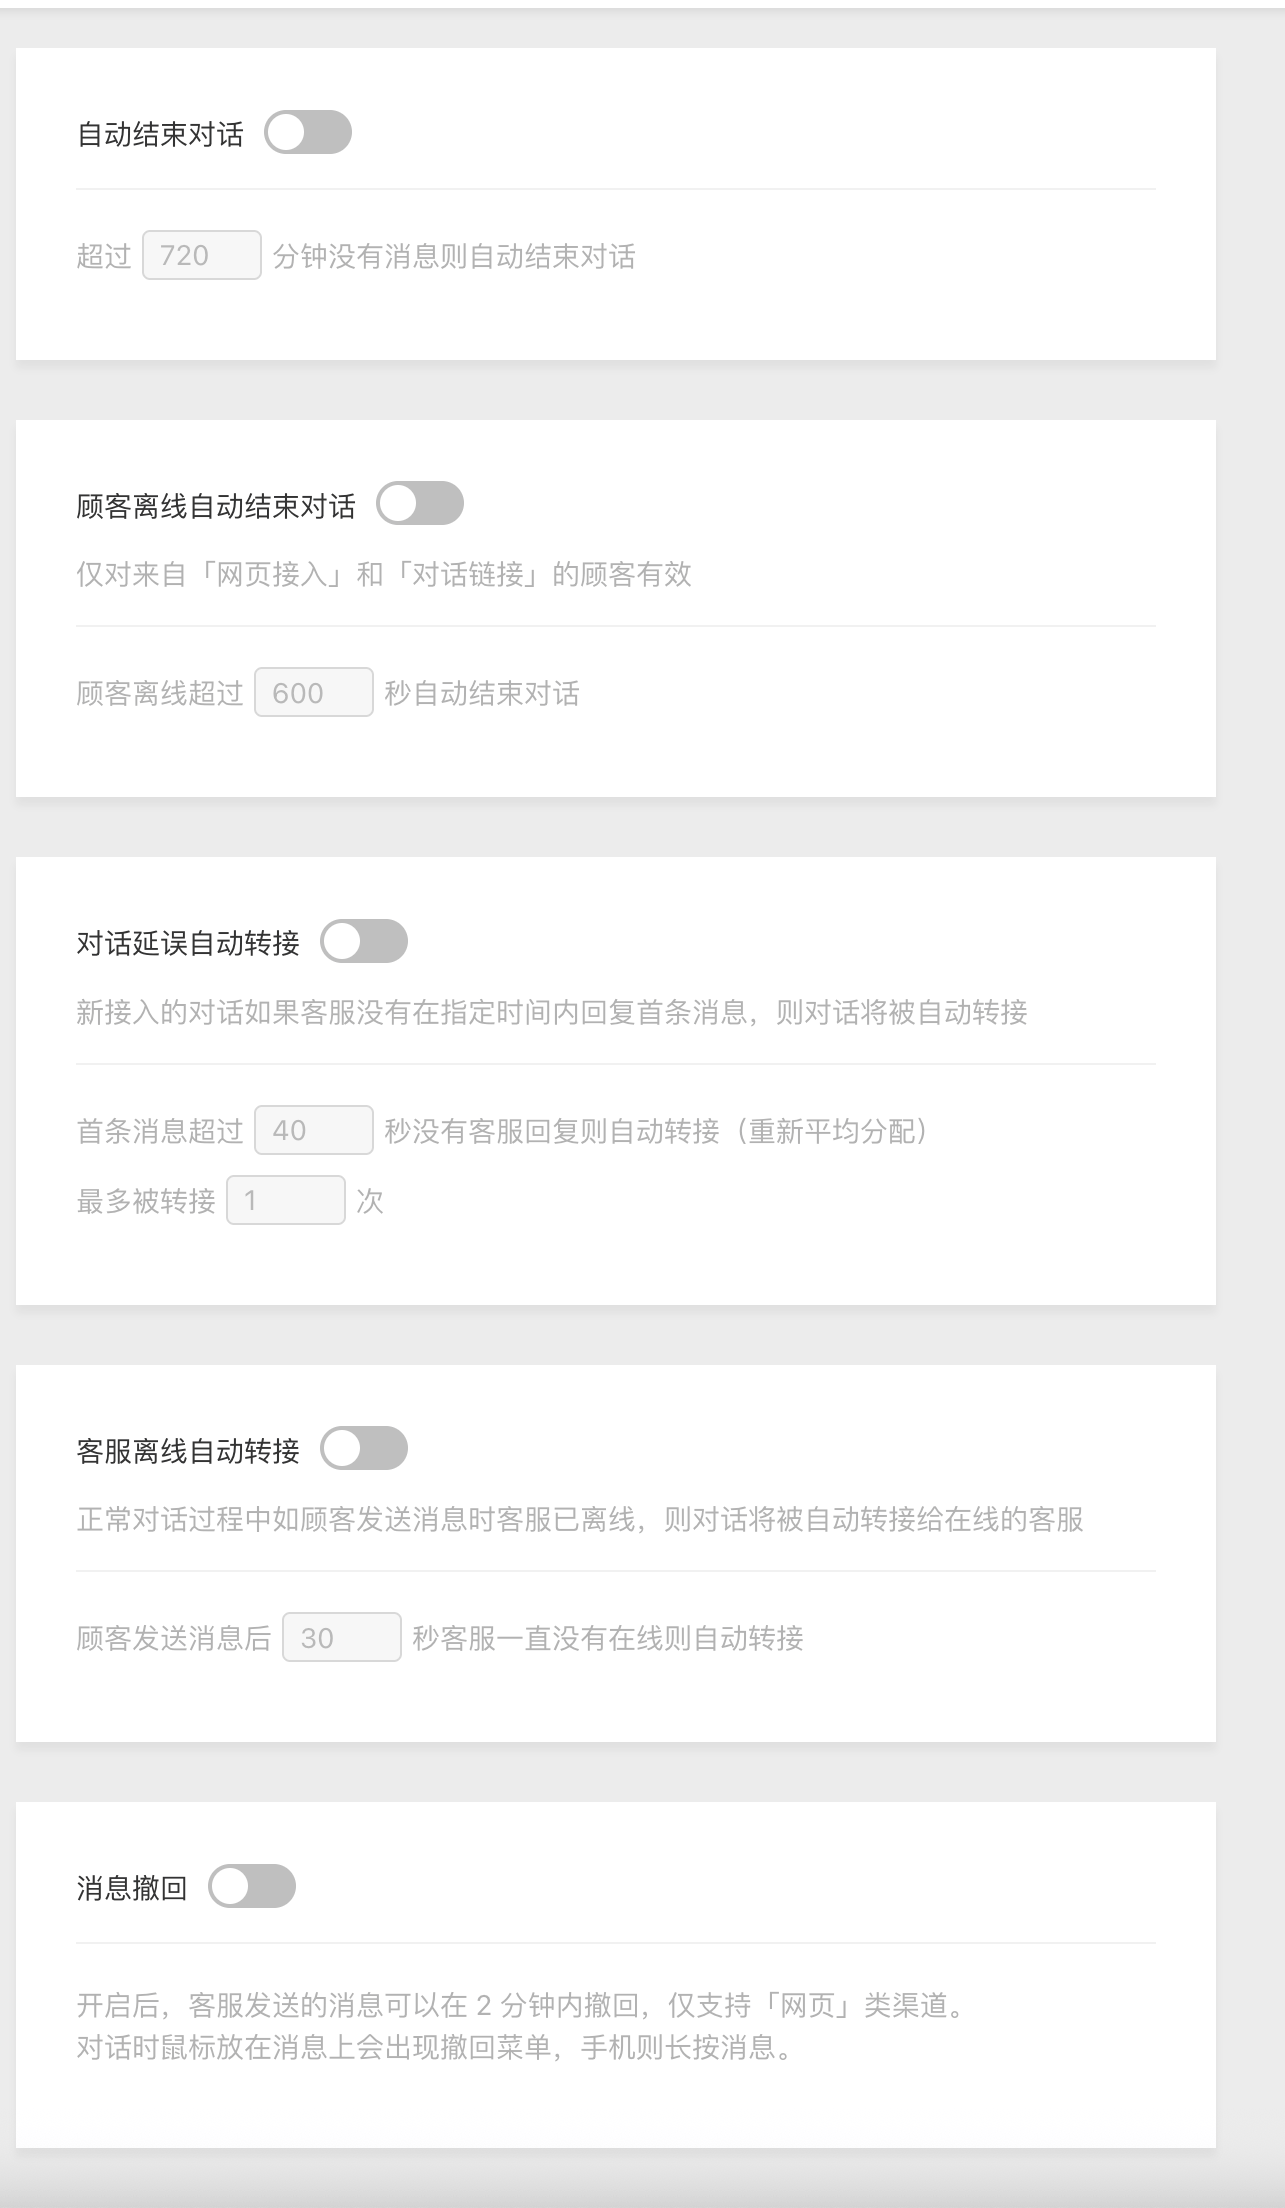 自动结束对话
超过 720 分钟没有消息则自动结束对话
顾客离线自动结束对话
仅对来自「网页接入」和「对话链接」的顾客有效
顾客离线超过 600 秒自动结束对话
对话延误自动转接
新接入的对话如果客服没有在指定时间内回复首条消息，则对话将被自动转接
首条消息超过 40 秒没有客服回复则自动转接（重新平均分配）
最多被转接 1 次
客服离线自动转接
正常对话过程中如顾客发送消息时客服已离线，则对话将被自动转接给在线的客服
顾客发送消息后 30 秒客服一直没有在线则自动转接
消息撤回
开启后，客服发送的消息可以在 2 分钟内撤回，仅支持「网页」类渠道。
对话时鼠标放在消息上会出现撤回菜单，手机则长按消息。